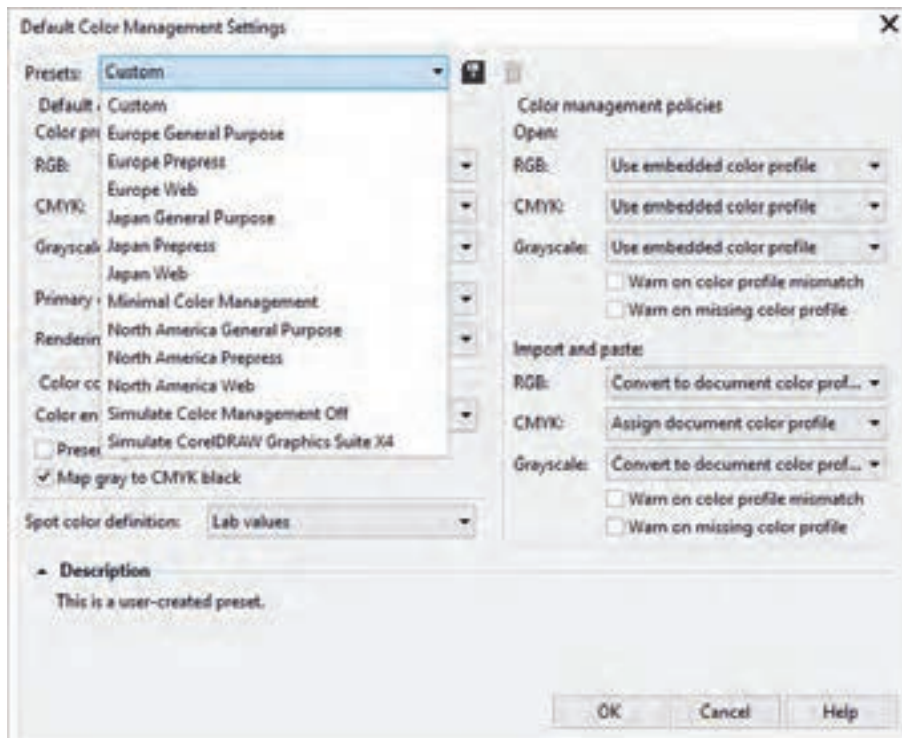 Default Color Management Settings
Presets: Custom
Default
Custom
Color pr
Europe General Purpose
Europe Prepress
RGB:
Europe Web
CMYK:
Japan General Purpose
Grayscal
Japan Prepress
Japan Web
Primary
Minimal Color Management
Renderin
North America General Purpose
North America Prepress
Color co
North America Web
Color en
Simulate Color Management Off
Prese
Simulate CorelDRAW Graphics Suite X4
Map gray to CMYK black
Spot color definition: Lab values
Color management policies
Open:
RGB: Use embedded color profile
CMYK: Use embedded color profile
Grayscale: Use embedded color profile
Warn on color profile mismatch
Warn on missing color profile
Import and paste:
RGB: Convert to document color prof...
CMYK: Assign document color profile
Grayscale: Convert to document color prof...
Warn on color profile mismatch
Warn on missing color profile
Description
This is a user-created preset.
OK Cancel Help